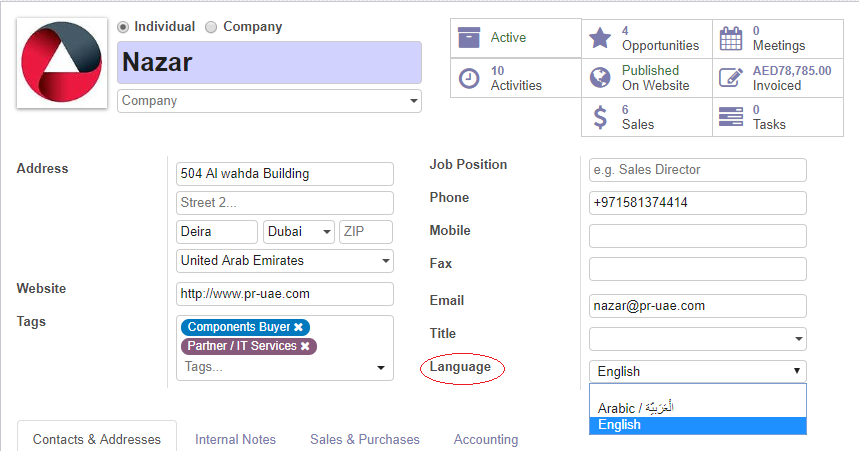 Individual Company
Nazar
Company
Active
4
Opportunities
0
Meetings
10
Activities
Published
On Website
AED78,785.00
Invoiced
6
Sales
0
Tasks
Address
504 Al wahda Building
Street 2...
Deira Dubai ZIP
United Arab Emirates
Website
http://www.pr-uae.com
Tags
Components Buyer ✖
Partner / IT Services ✖
Tags...
Job Position
e.g. Sales Director
Phone
+971581374414
Mobile
Fax
Email
nazar@pr-uae.com
Title
Language
English
Arabic / الْعَرَبيّة
English
Contacts & Addresses Internal Notes Sales & Purchases Accounting